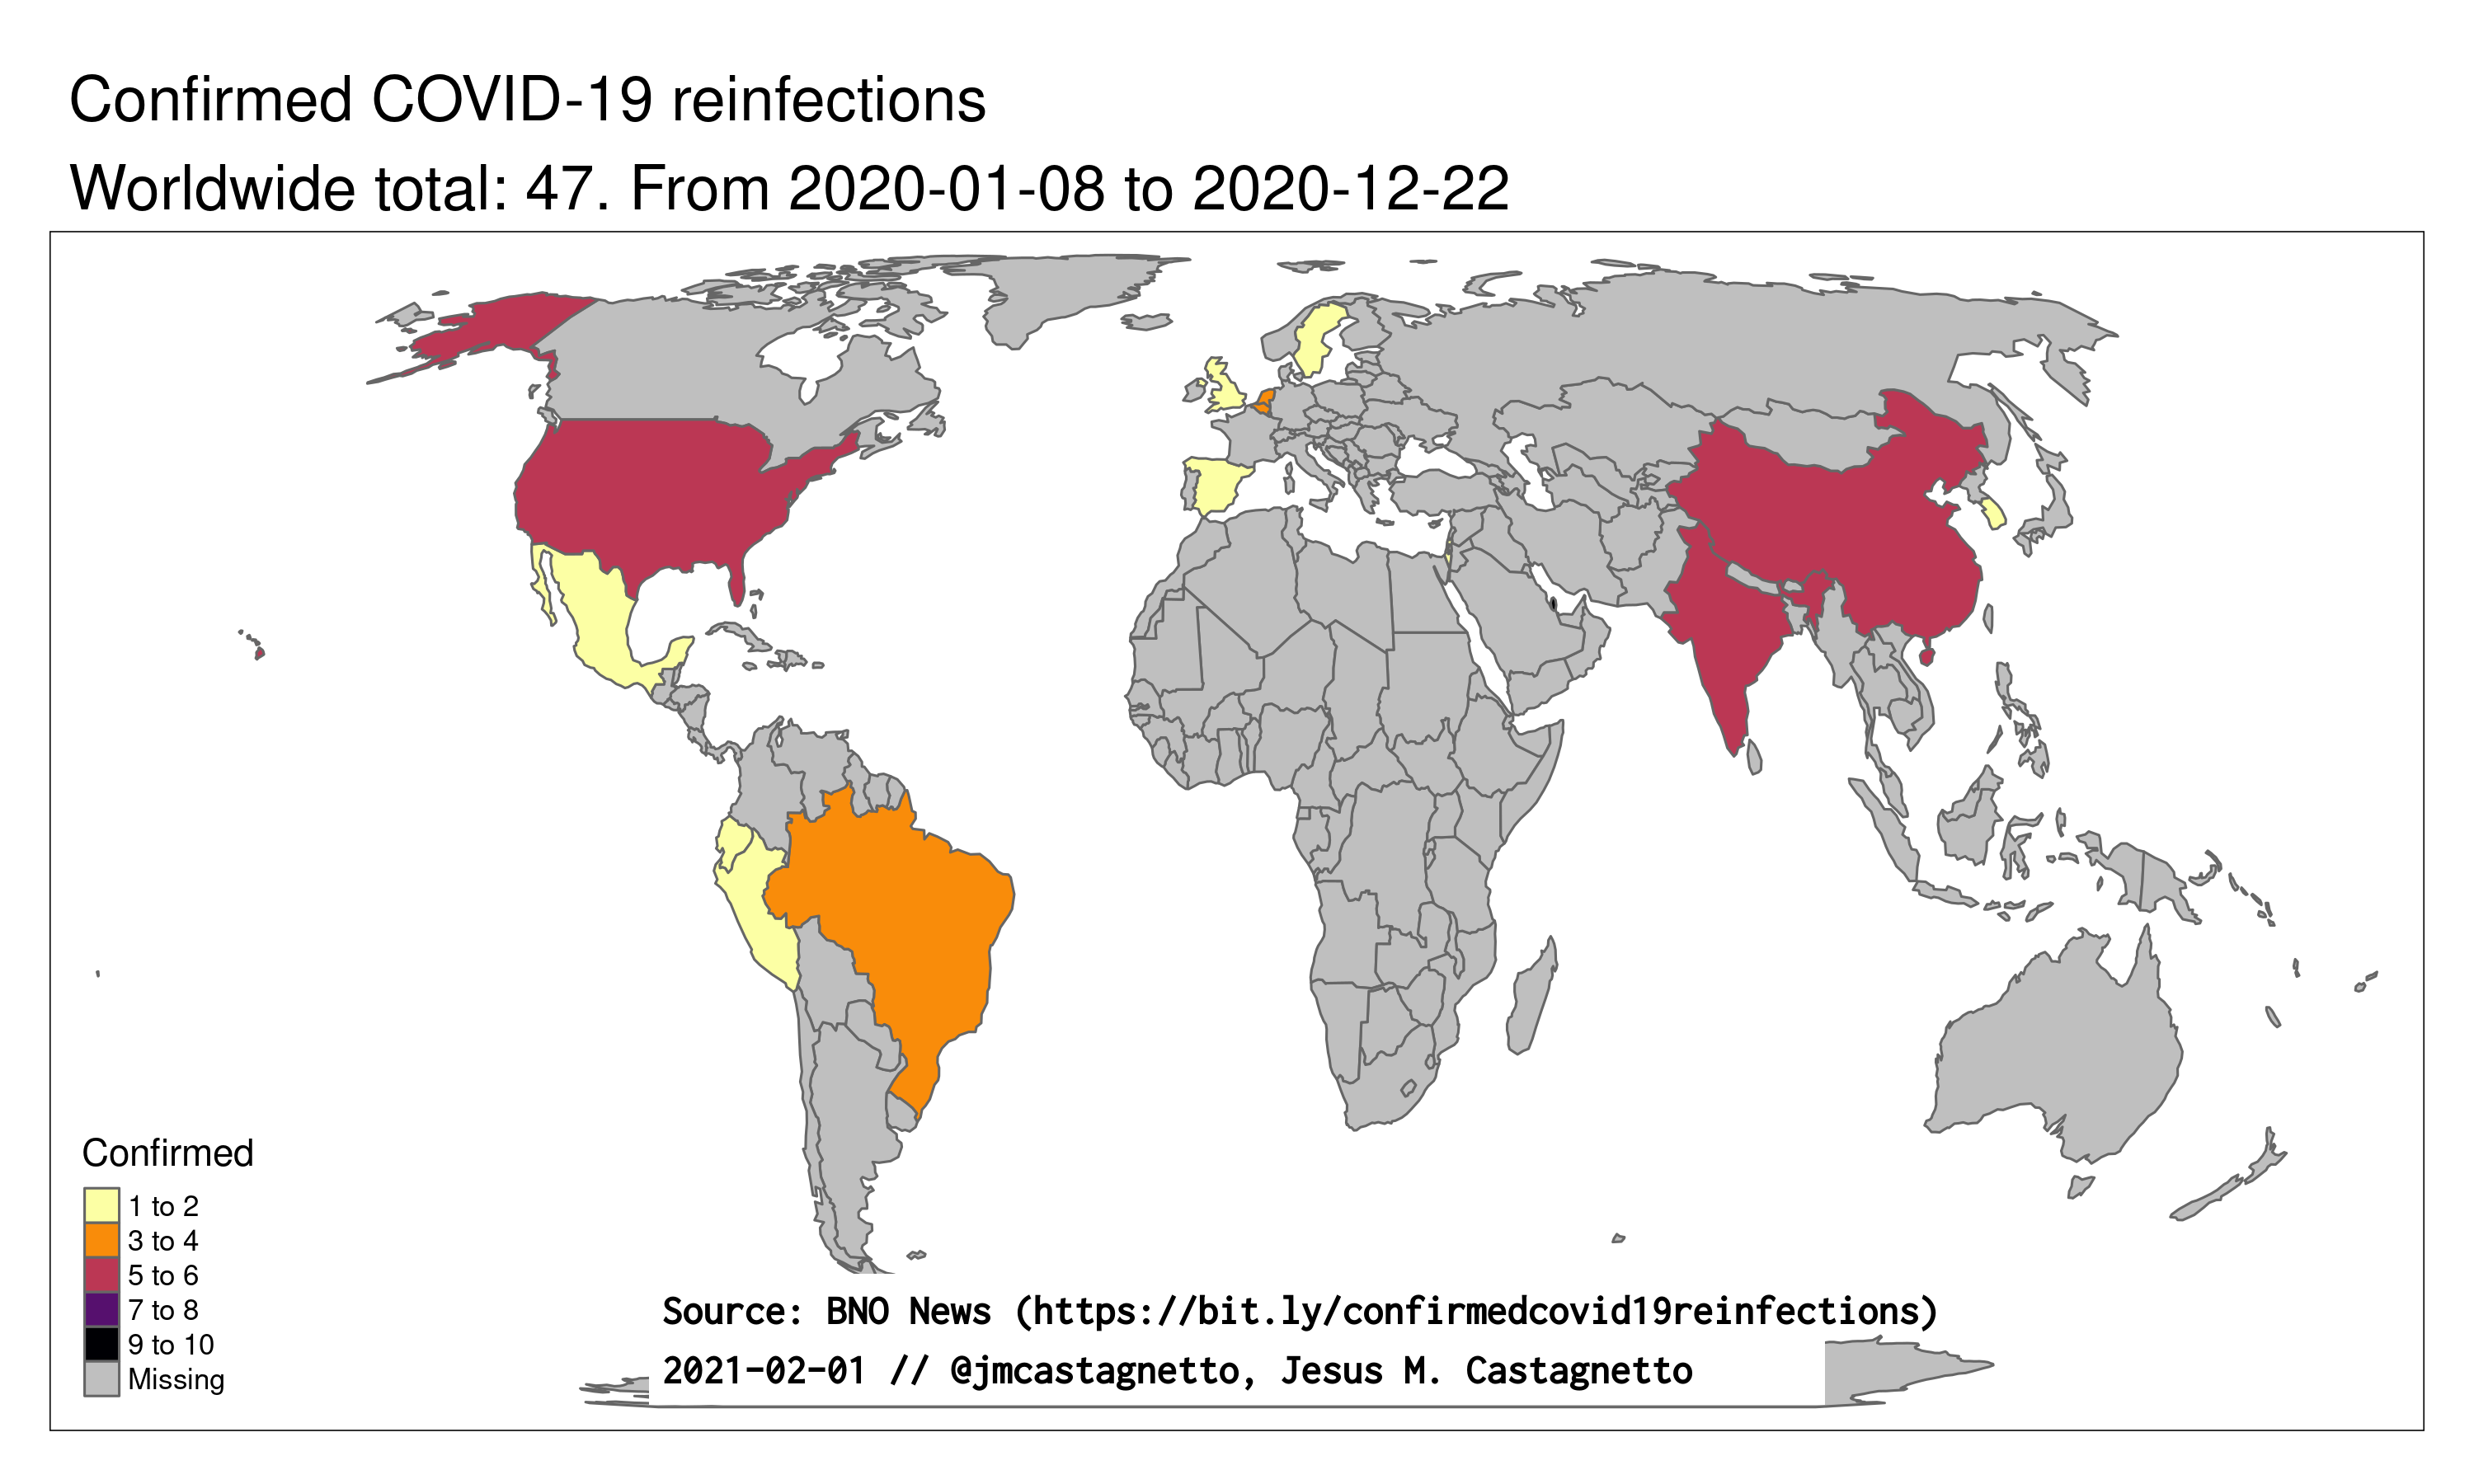 Confirmed COVID-19 reinfections
Worldwide total: 47. From 2020-01-08 to 2020-12-22
Confirmed
1 to 2
3 to 4
5 to 6
7 to 8
9 to 10
Missing
Source: BNO News (https://bit.ly/confirmedcovid19reinfections)
2021-02-01 // @jmcastagnetto, Jesus M. Castagnetto